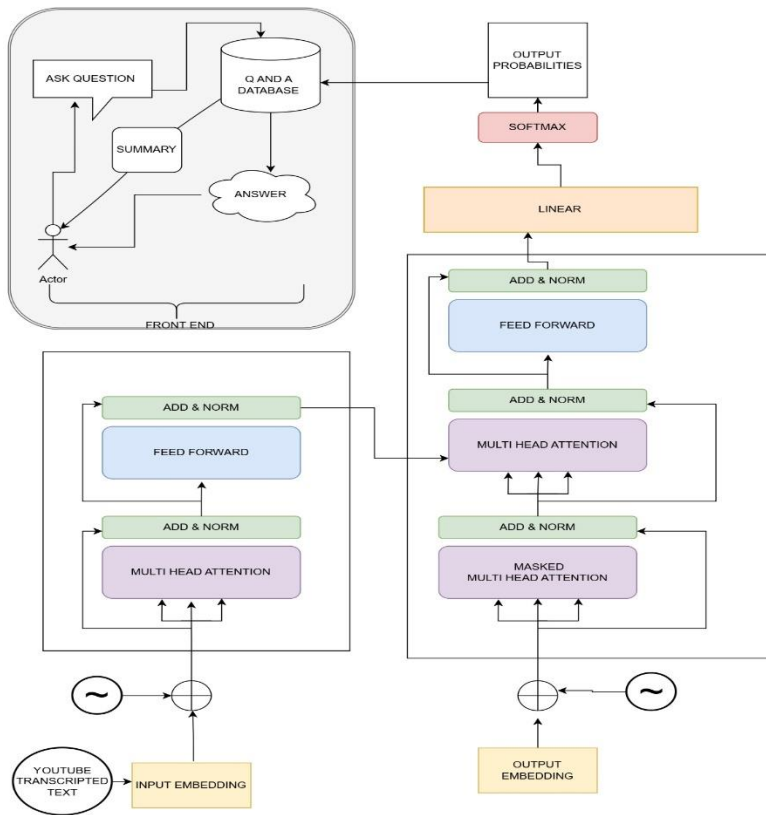 ASK QUESTION
Q AND A
DATABASE
SUMMARY
ANSWER
Actor
FRONT END
OUTPUT
PROBABILITIES
SOFTMAX
LINEAR
ADD & NORM
FEED FORWARD
ADD & NORM
MULTI HEAD ATTENTION
ADD & NORM
MASKED
MULTI HEAD ATTENTION
~
OUTPUT
EMBEDDING
ADD & NORM
FEED FORWARD
ADD & NORM
MULTI HEAD ATTENTION
~
YOUTUBE
TRANSCRIPTED
TEXT
INPUT EMBEDDING